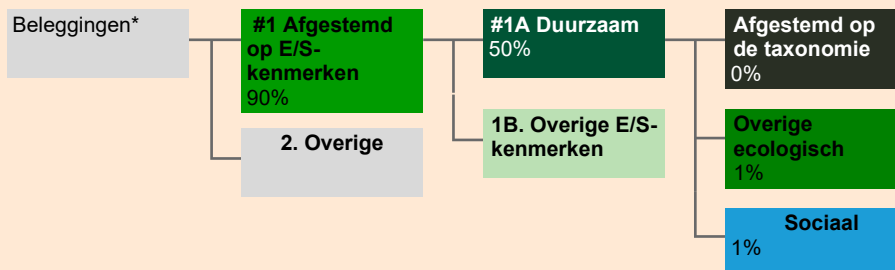 Beleggingen*
#1 Afgestemd
op E/S-
kenmerken
90%
2. Overige
#1A Duurzaam
50%
1B. Overige E/S-
kenmerken
Afgestemd op
de taxonomie
0%
Overige
ecologisch
1%
Sociaal
1%